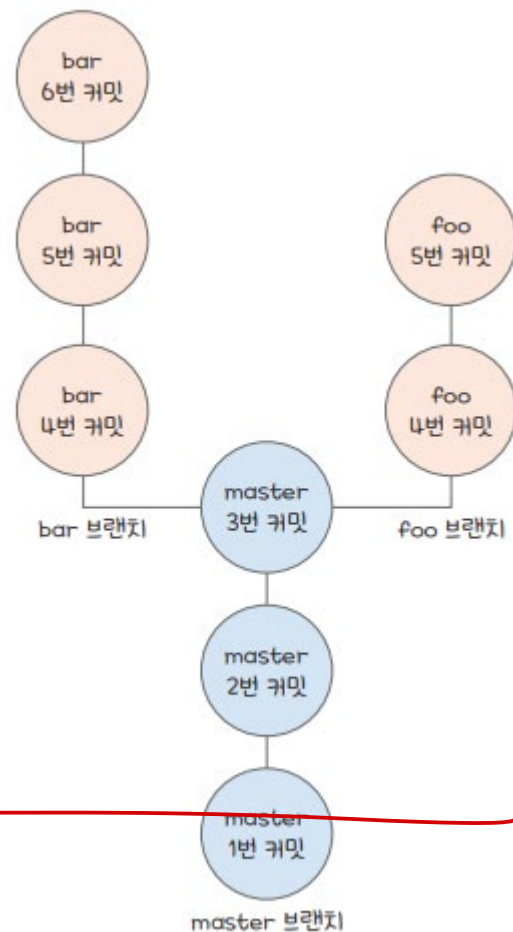 bar
6번 커밋
bar
5번 커밋
foo
5번 커밋
bar
4번 커밋
foo
4번 커밋
master
3번 커밋
bar 브랜치
foo 브랜치
master
2번 커밋
master
1번 커밋
master 브랜치